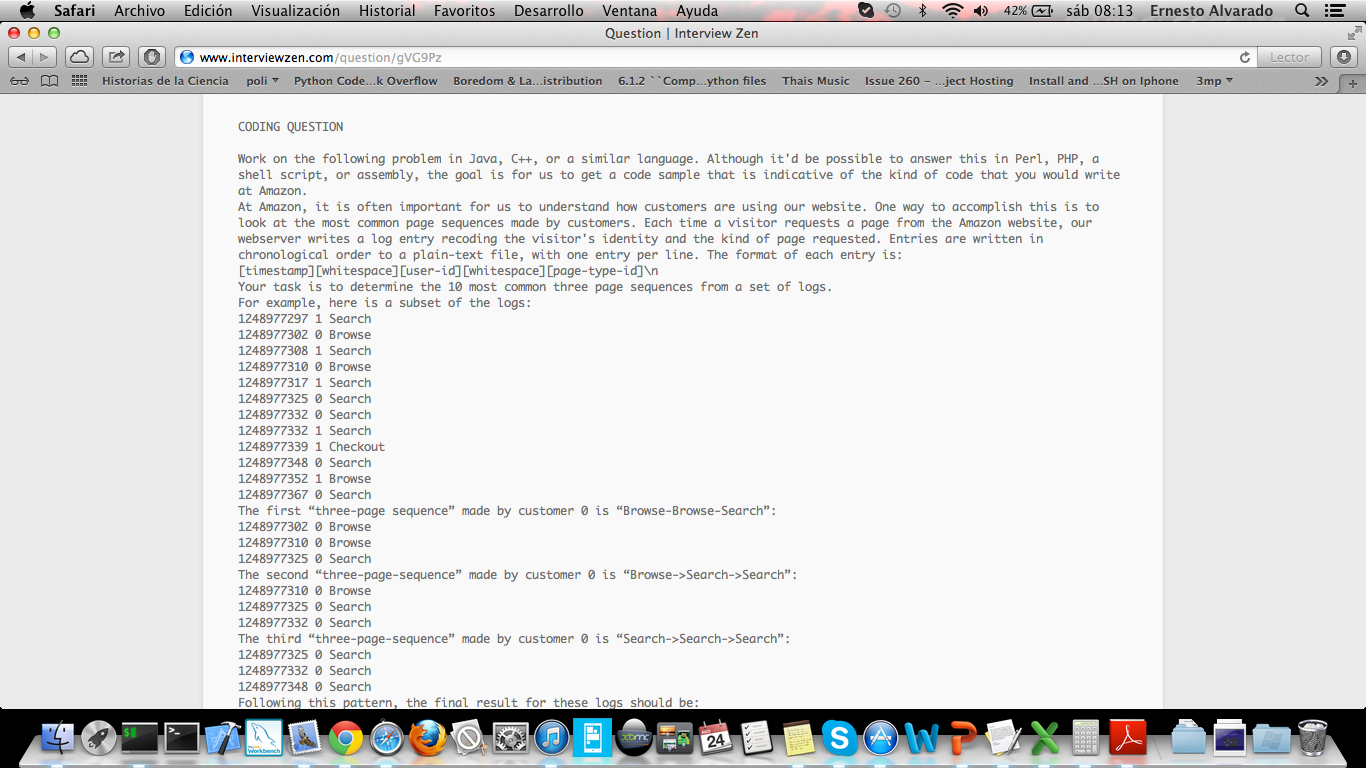 Safari Archivo Edición Visualización Historial Favoritos Desarrollo Ventana Ayuda 42% sáb 08:13 Ernesto Alvarado
Question | Interview Zen
www.interviewzen.com/question/gVG9Pz Lector
Historias de la Ciencia poli Python Code...k Overflow Boredom & La...istribution 6.1.2 ``Comp...ython files Thais Music Issue 260 – ...ject Hosting Install and ...SH on Iphone 3mp
CODING QUESTION
Work on the following problem in Java, C++, or a similar language. Although it'd be possible to answer this in Perl, PHP, a
shell script, or assembly, the goal is for us to get a code sample that is indicative of the kind of code that you would write
at Amazon.
At Amazon, it is often important for us to understand how customers are using our website. One way to accomplish this is to
look at the most common page sequences made by customers. Each time a visitor requests a page from the Amazon website, our
webserver writes a log entry recoding the visitor's identity and the kind of page requested. Entries are written in
chronological order to a plain-text file, with one entry per line. The format of each entry is:
[timestamp][whitespace][user-id][whitespace][page-type-id]\n
Your task is to determine the 10 most common three page sequences from a set of logs.
For example, here is a subset of the logs:
1248977297 1 Search
1248977302 0 Browse
1248977308 1 Search
1248977310 0 Browse
1248977317 1 Search
1248977325 0 Search
1248977332 0 Search
1248977332 1 Search
1248977339 1 Checkout
1248977348 0 Search
1248977352 1 Browse
1248977367 0 Search
The first “three-page sequence” made by customer 0 is “Browse-Browse-Search”:
1248977302 0 Browse
1248977310 0 Browse
1248977325 0 Search
The second “three-page-sequence” made by customer 0 is “Browse->Search->Search”:
1248977310 0 Browse
1248977325 0 Search
1248977332 0 Search
The third “three-page-sequence” made by customer 0 is “Search->Search->Search”:
1248977325 0 Search
1248977332 0 Search
1248977348 0 Search
Following this pattern, the final result for these logs should be: